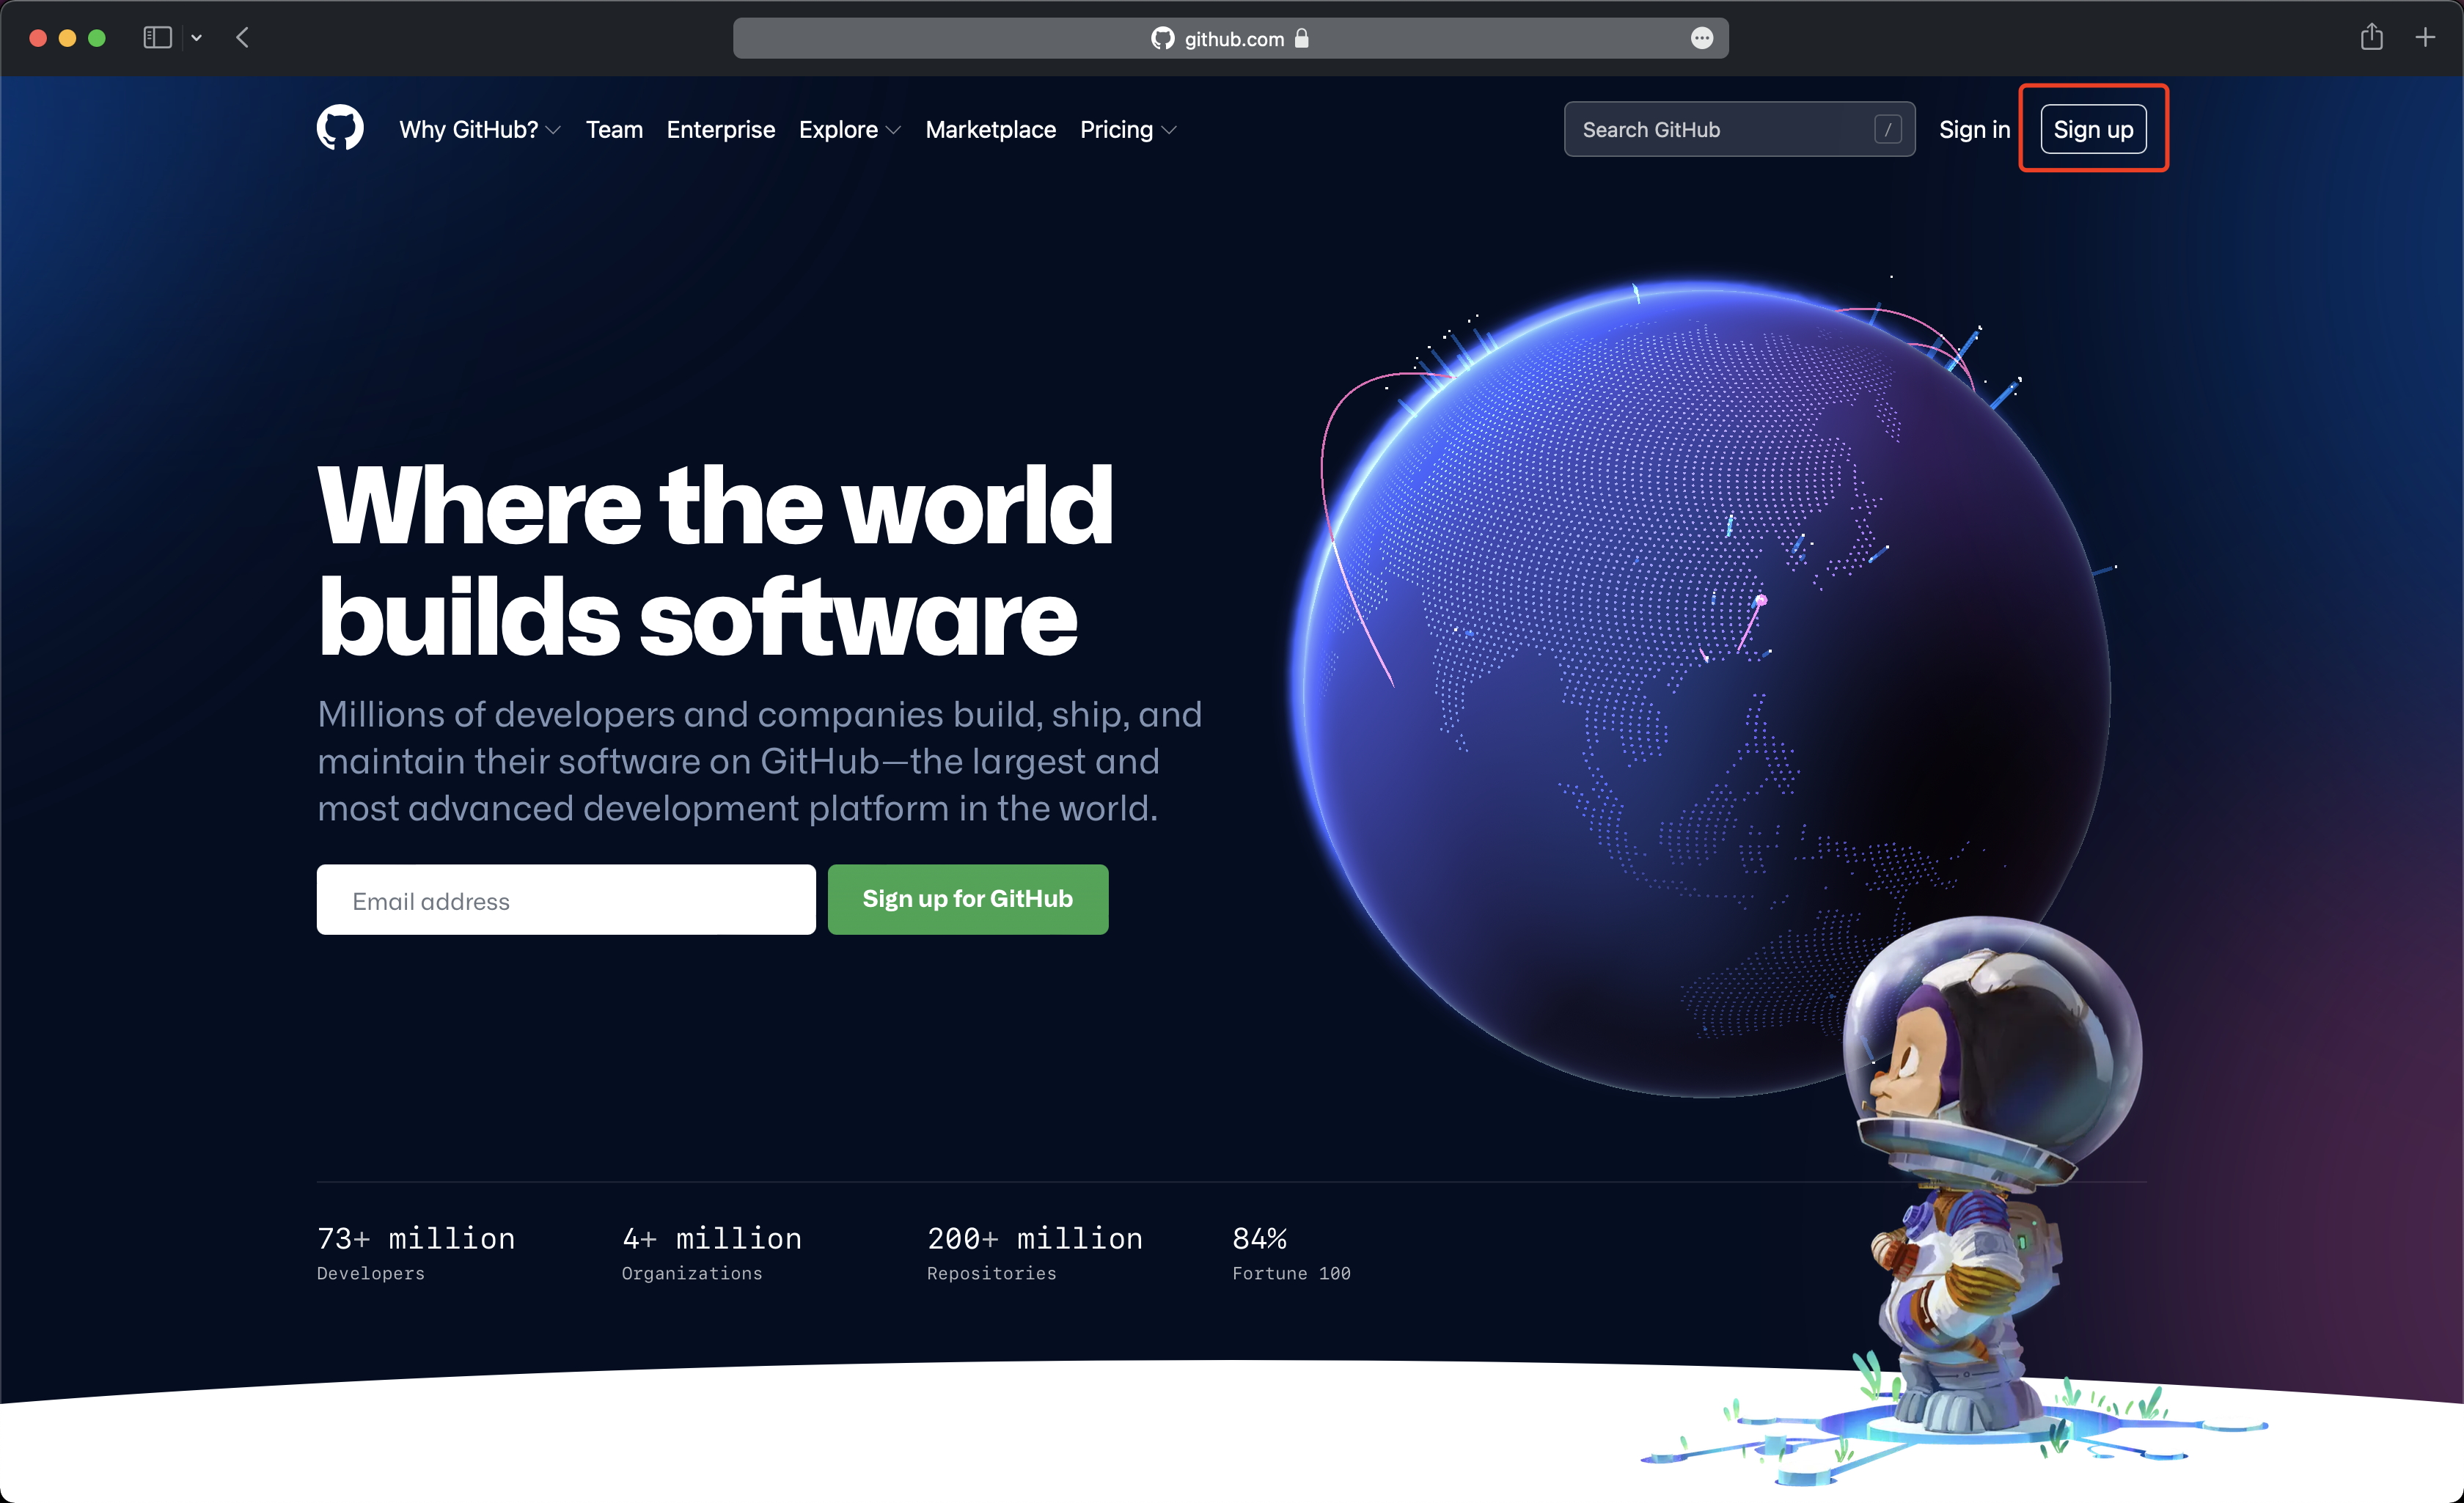 github.com
Why GitHub? Team Enterprise Explore Marketplace Pricing Search GitHub / Sign in Sign up
Where the world
builds software
Millions of developers and companies build, ship, and
maintain their software on GitHub—the largest and
most advanced development platform in the world.
Email address Sign up for GitHub
73+ million 4+ million 200+ million 84%
Developers Organizations Repositories Fortune 100